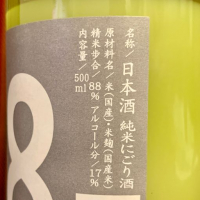 名称/日本酒 純米にごり酒
原材料名/米(国産)・米麹(国産米)
精米歩合/88% アルコール分/17%
内容量/500ml
8